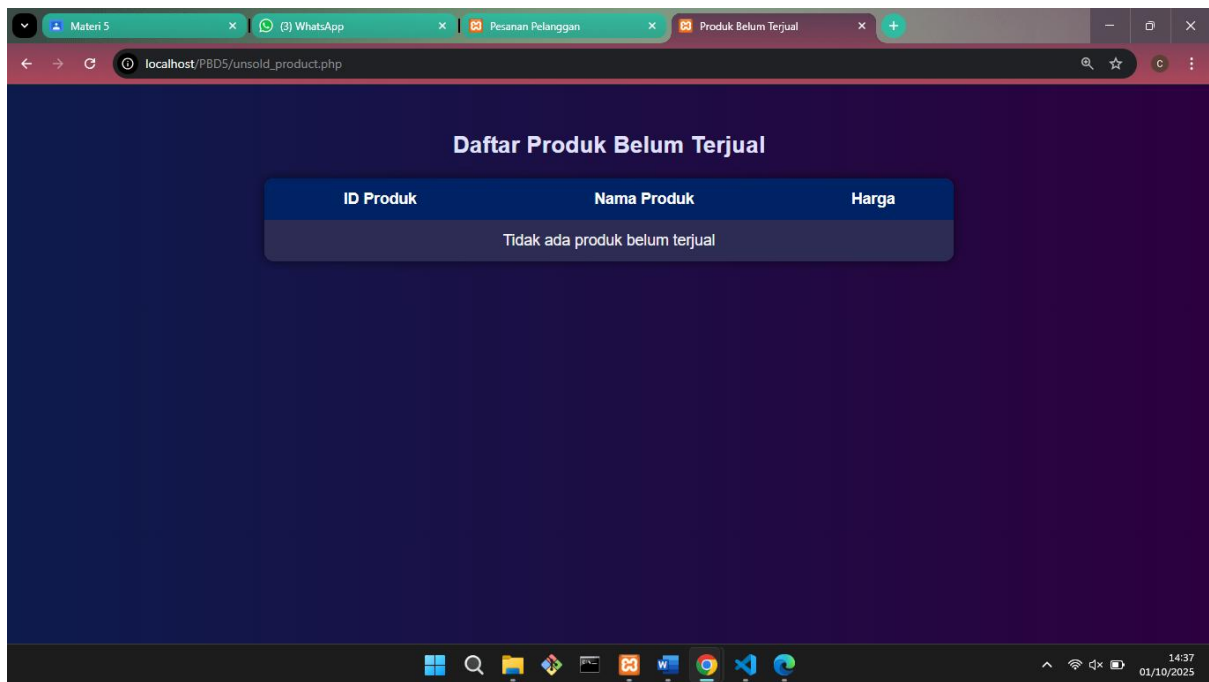 Materi 5
(3) WhatsApp
Pesanan Pelanggan
Produk Belum Terjual
localhost/PBD5/unsold_product.php
C
Daftar Produk Belum Terjual
ID Produk Nama Produk Harga
Tidak ada produk belum terjual
14:37
01/10/2025